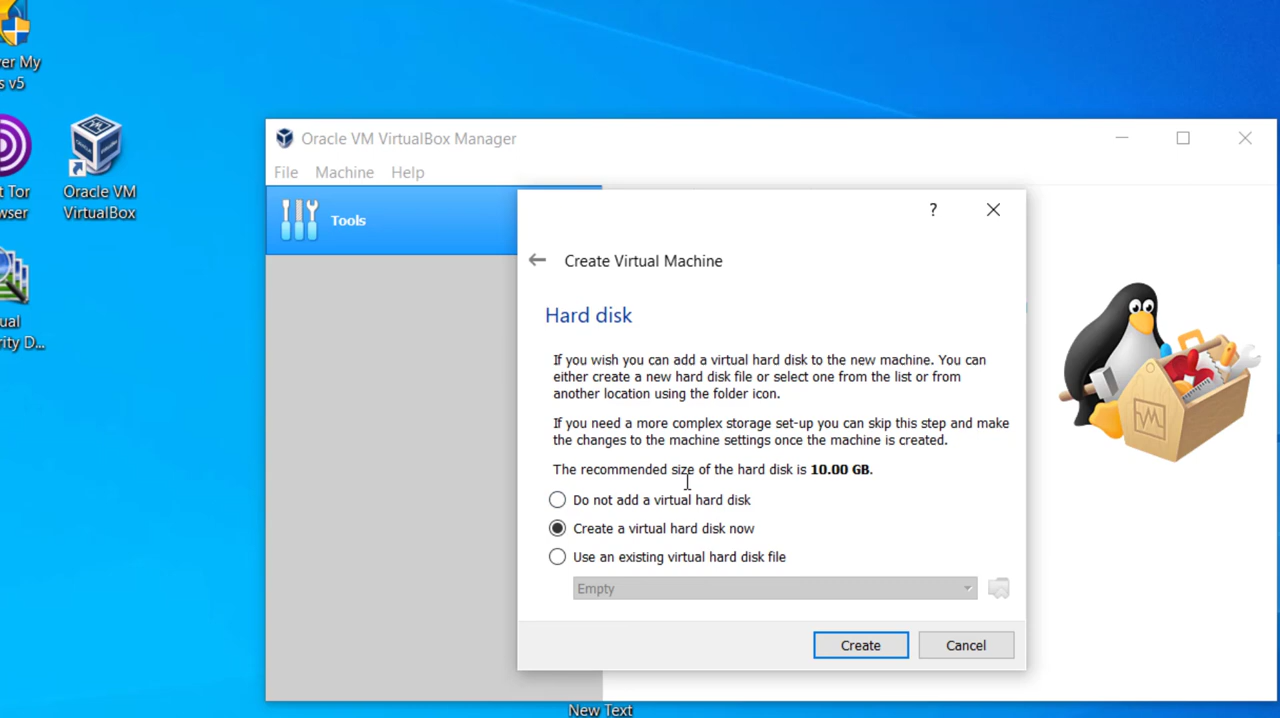 er My
s v5
t Tor
wser
Oracle VM
VirtualBox
ual
rity D...
Oracle VM VirtualBox Manager
File Machine Help
Tools
?
Create Virtual Machine
Hard disk
If you wish you can add a virtual hard disk to the new machine. You can
either create a new hard disk file or select one from the list or from
another location using the folder icon.
If you need a more complex storage set-up you can skip this step and make
the changes to the machine settings once the machine is created.
The recommended size of the hard disk is 10.00 GB.
Do not add a virtual hard disk
Create a virtual hard disk now
Use an existing virtual hard disk file
Empty
Create Cancel
New Text